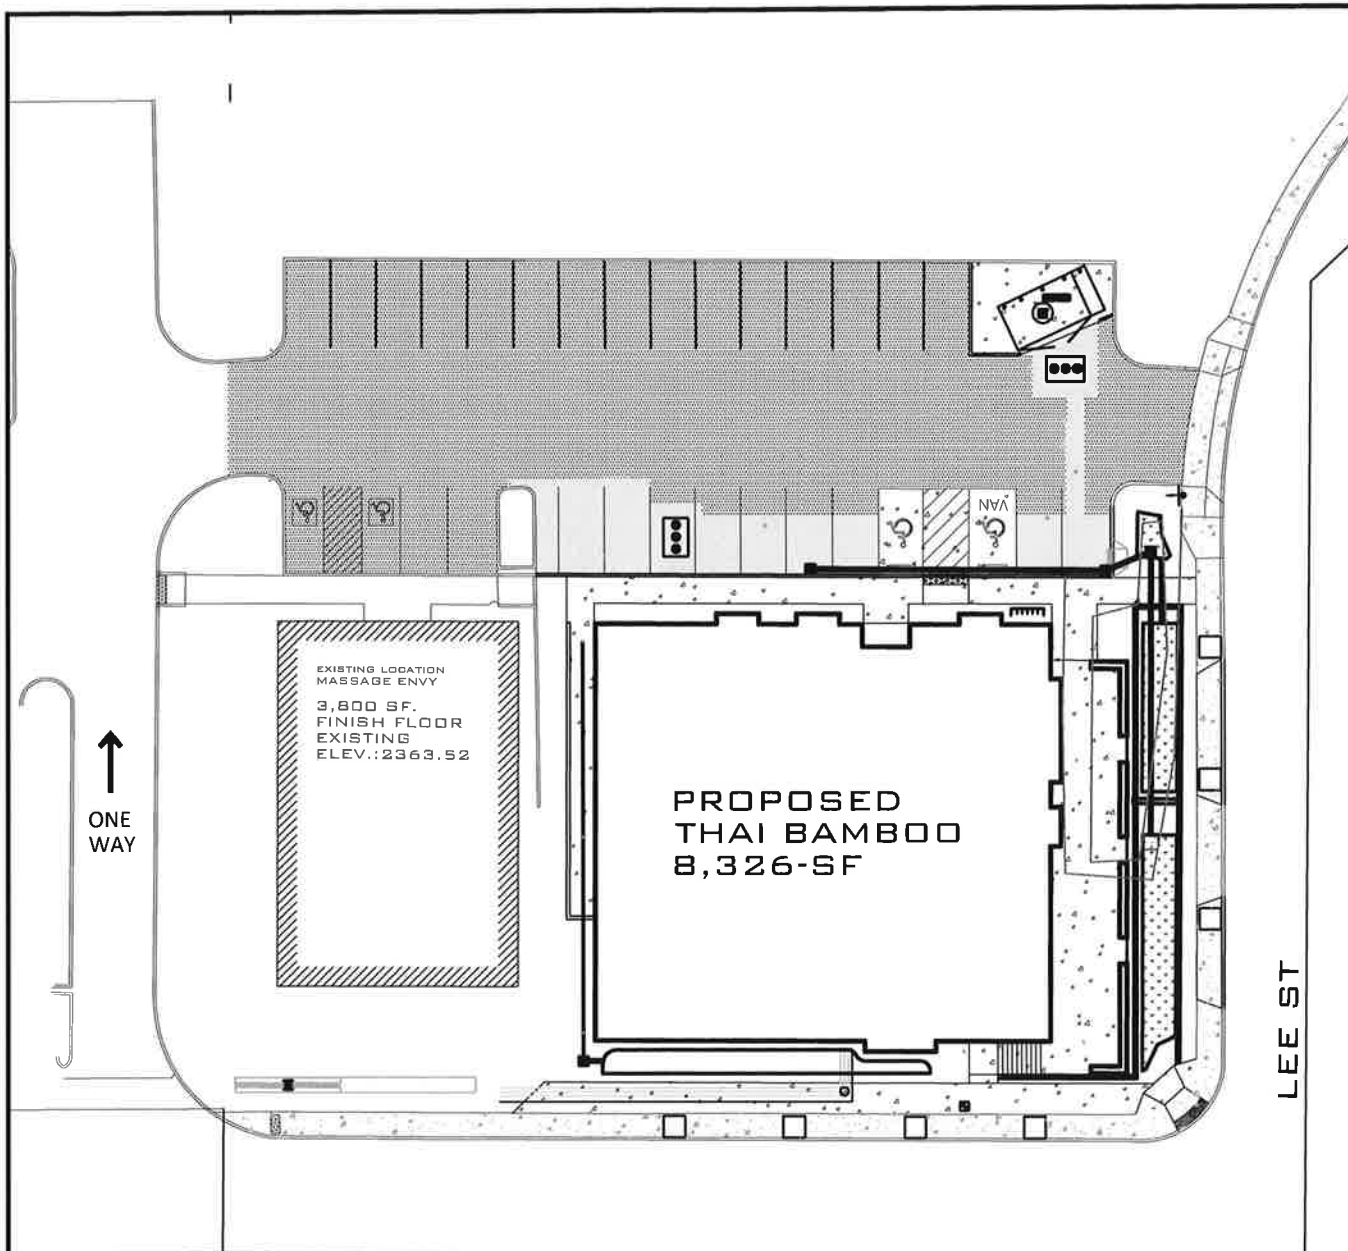 VAN
EXISTING LOCATION
MASSAGE ENVY
3,800 SF.
FINISH FLOOR
EXISTING
ELEV.:2363.52
ONE
WAY
PROPOSED
THAI BAMBOO
8,326-SF
LEE ST